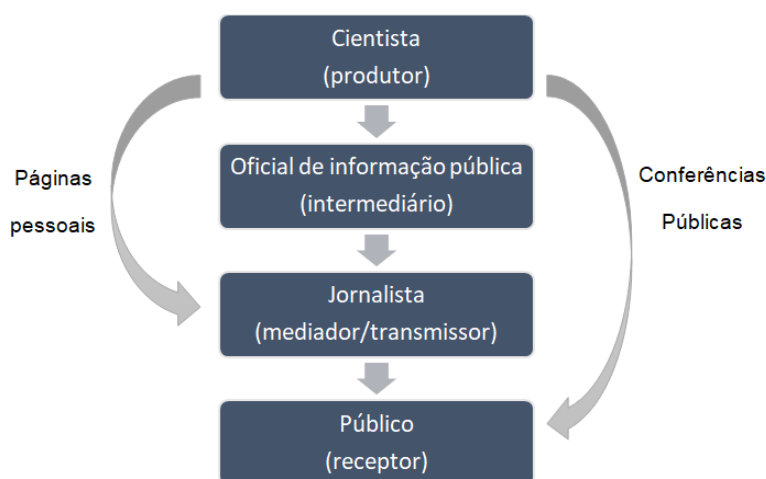 Cientista
(produtor)
Oficial de informação pública
(intermediário)
Páginas
pessoais
Conferências
Públicas
Jornalista
(mediador/transmissor)
Público
(receptor)